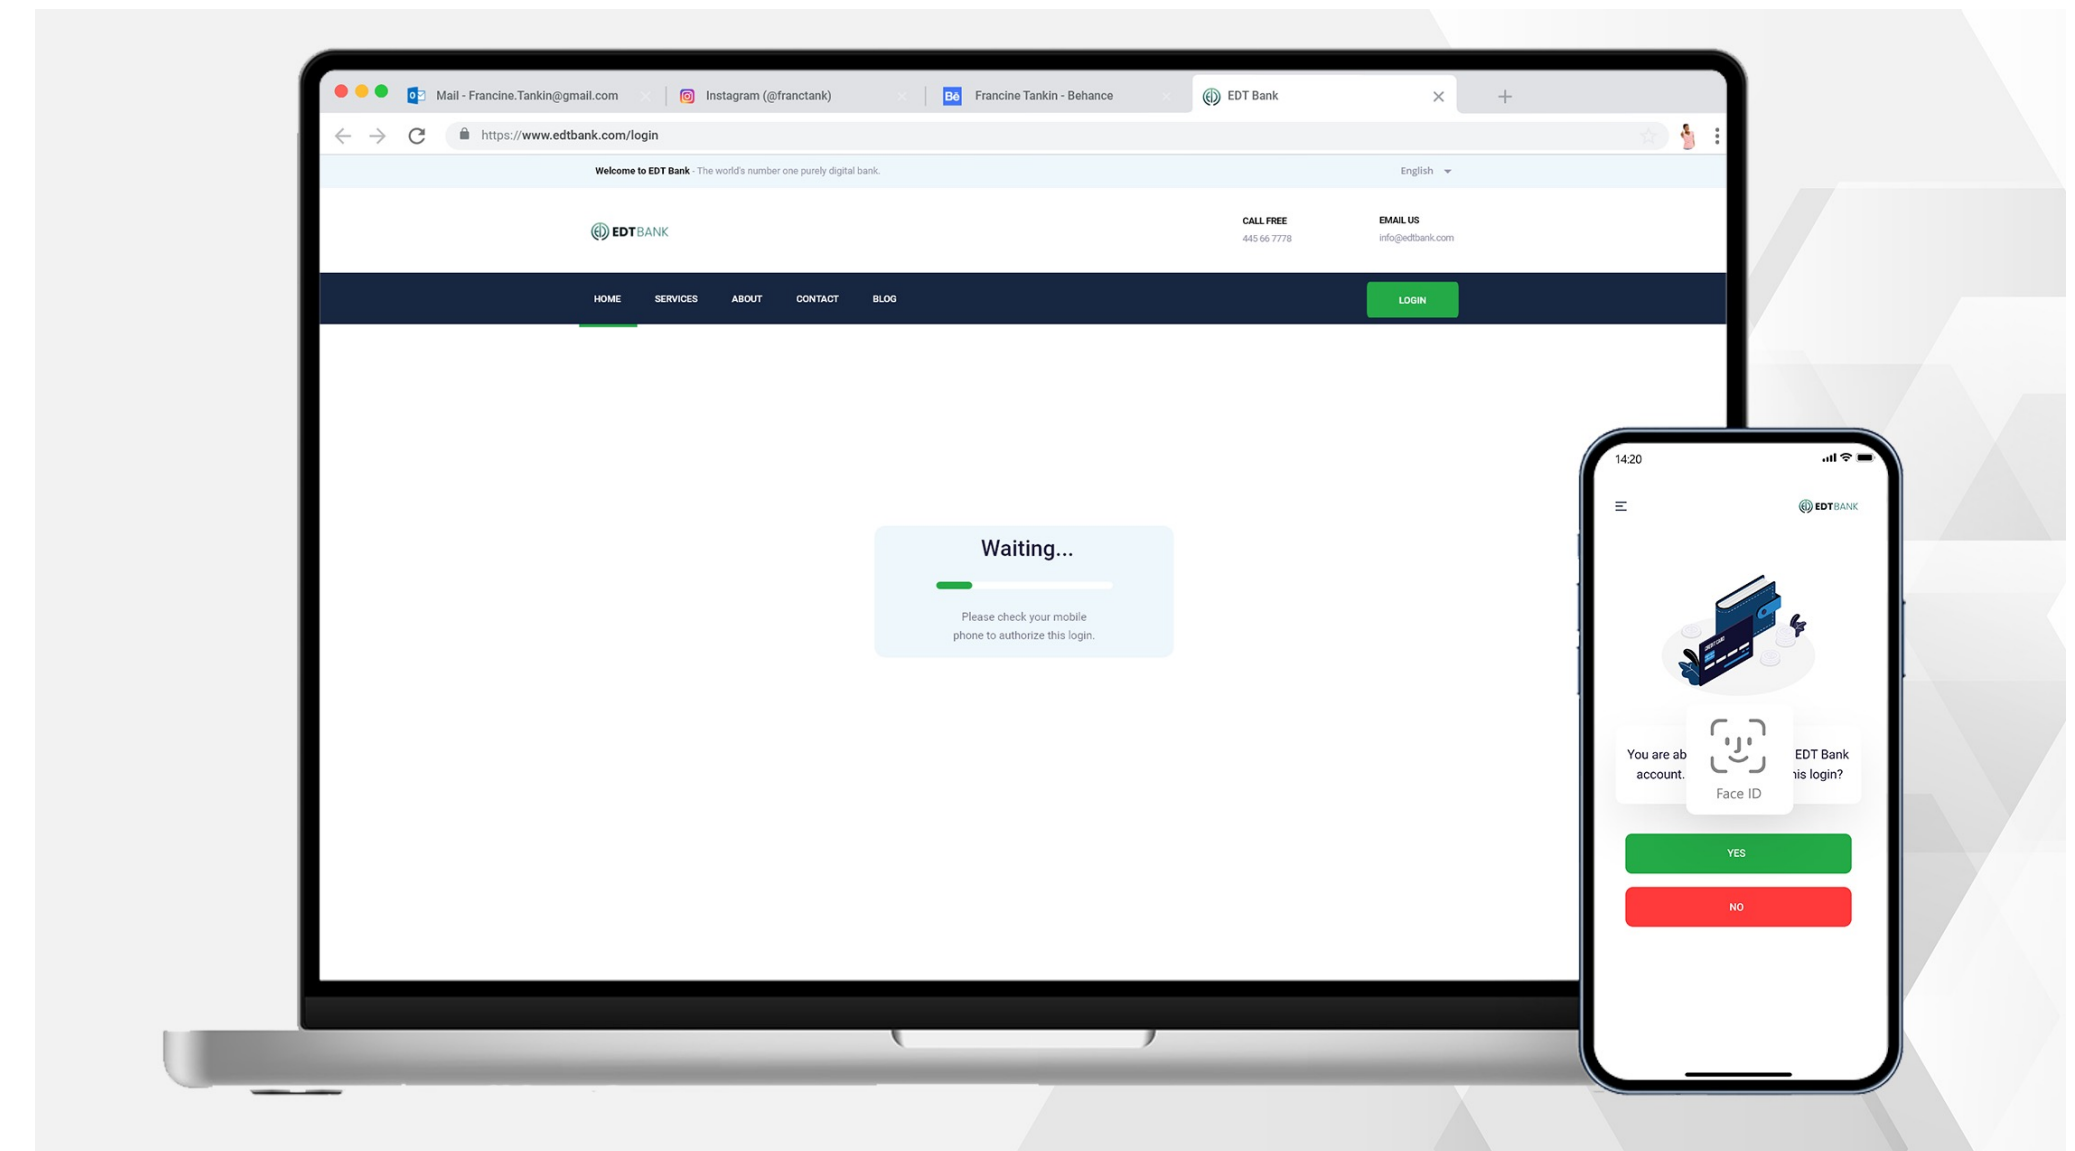 Mail - Francine.Tankin@gmail.com
Instagram (@franctank)
Bē
Francine Tankin - Behance
EDT Bank
https://www.edtbank.com/login
Welcome to EDT Bank - The world's number one purely digital bank.
English
EDTBANK
CALL FREE
445 66 7778
EMAIL US
info@edtbank.com
HOME
SERVICES
ABOUT
CONTACT
BLOG
LOGIN
Waiting...
Please check your mobile
phone to authorize this login.
14:20
EDTBANK
CREDIT CARD
You are ab EDT Bank
account. his login?
Face ID
YES
NO